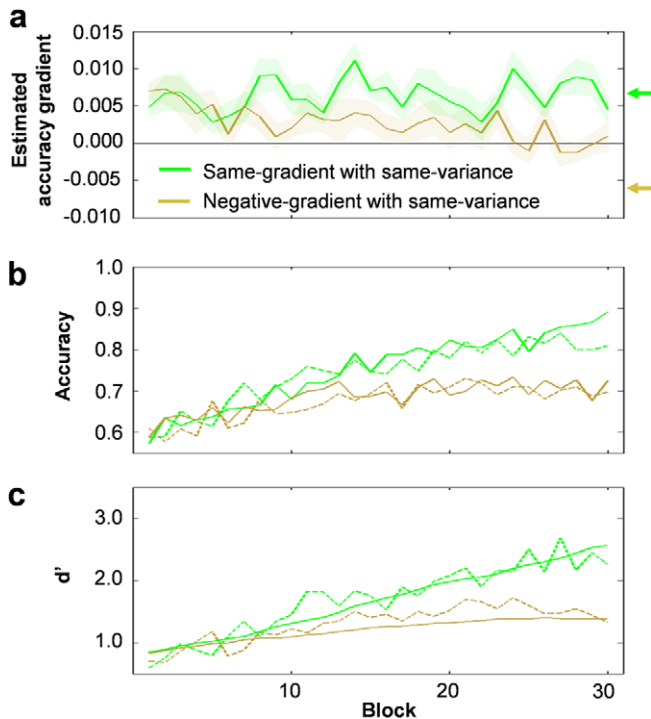 a
Estimated
accuracy gradient
0.015
0.010
0.005
0.000
-0.005
-0.010
Same-gradient with same-variance
Negative-gradient with same-variance
b
Accuracy
1.0
0.9
0.8
0.7
0.6
c
d'
3.0
2.0
1.0
10
20
30
Block